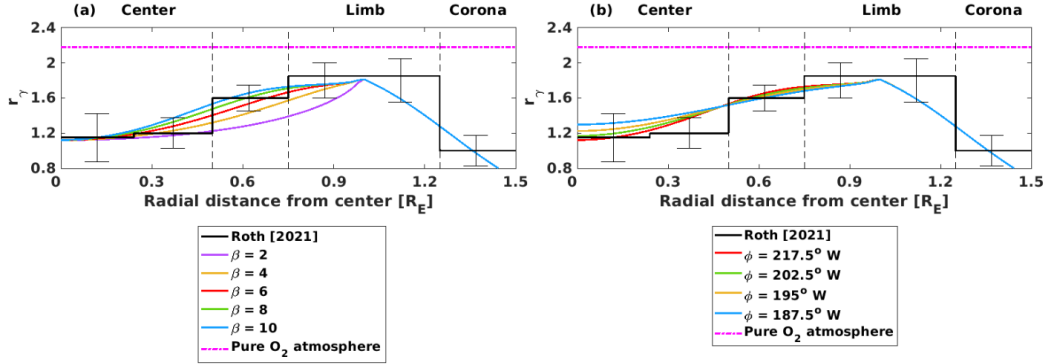 (a) Center Limb Corona
2.4
2
1.6
1.2
0.8
r_γ
0 0.3 0.6 0.9 1.2 1.5
Radial distance from center [R_E]
Roth [2021]
β = 2
β = 4
β = 6
β = 8
β = 10
Pure O₂ atmosphere
(b) Center Limb Corona
2.4
2
1.6
1.2
0.8
r_γ
0 0.3 0.6 0.9 1.2 1.5
Radial distance from center [R_E]
Roth [2021]
ϕ = 217.5° W
ϕ = 202.5° W
ϕ = 195° W
ϕ = 187.5° W
Pure O₂ atmosphere